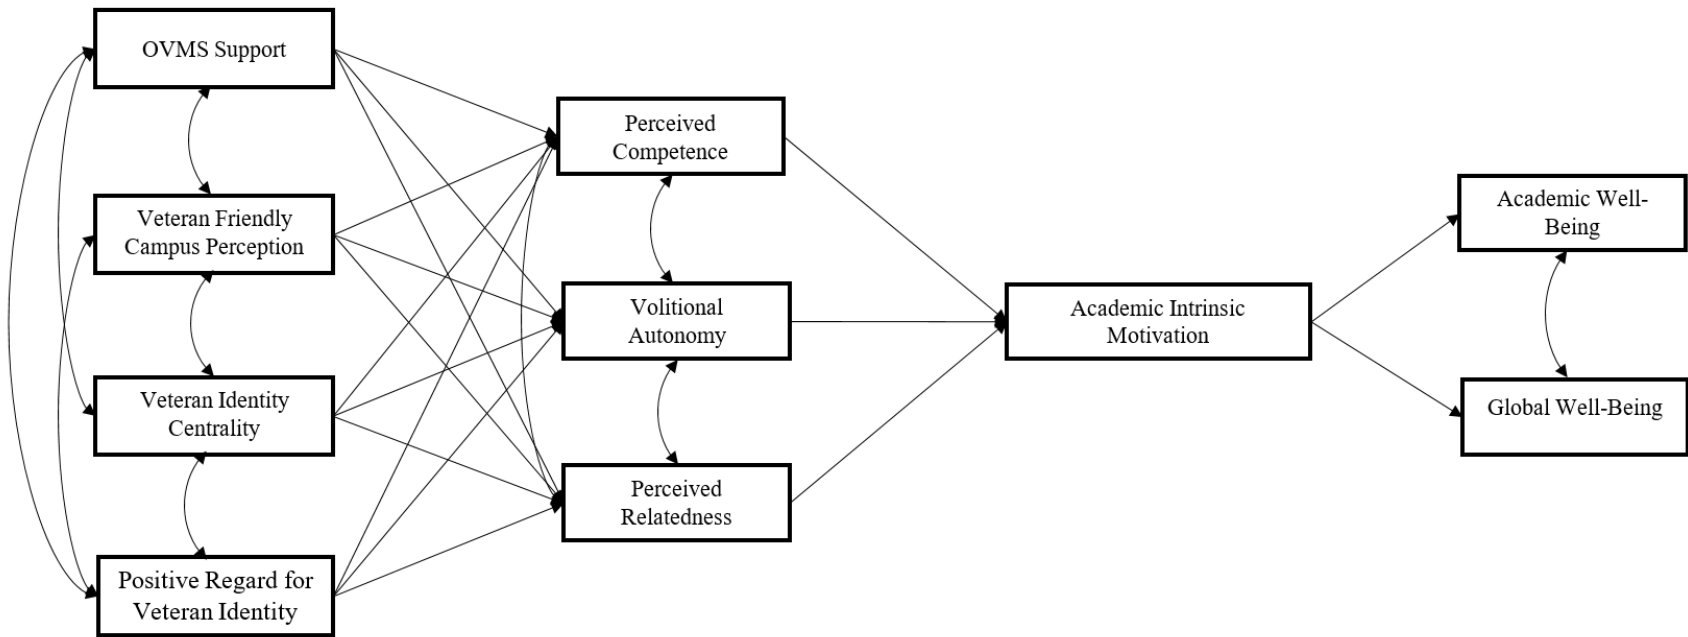 OVMS Support
Veteran Friendly
Campus Perception
Veteran Identity
Centrality
Positive Regard for
Veteran Identity
Perceived
Competence
Volitional
Autonomy
Perceived
Relatedness
Academic Intrinsic
Motivation
Academic Well-
Being
Global Well-Being